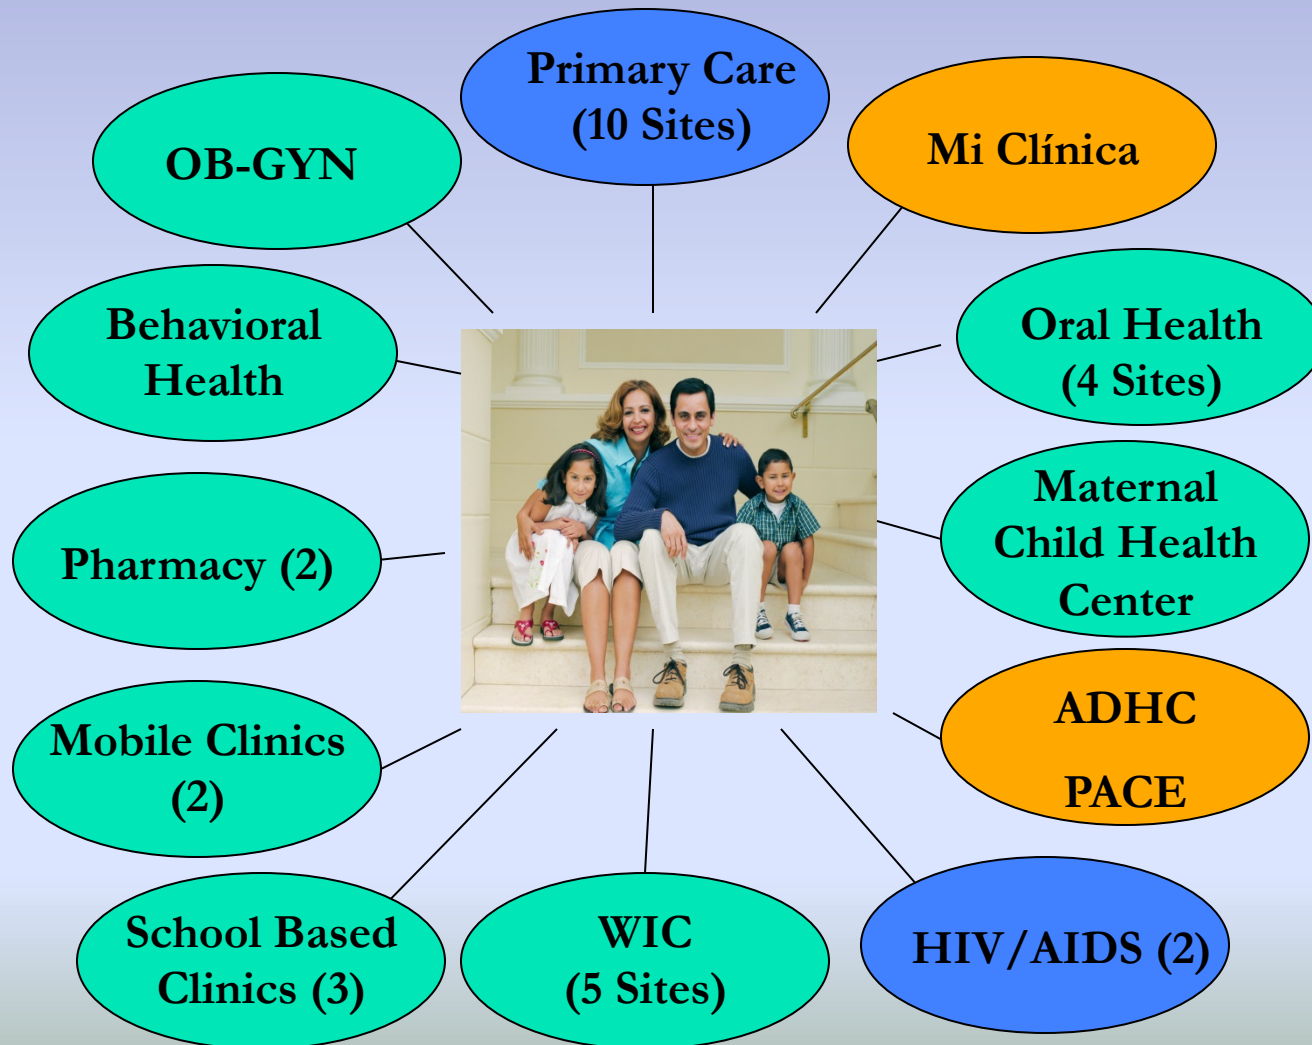 Primary Care
(10 Sites)
OB-GYN
Mi Clínica
Behavioral
Health
Oral Health
(4 Sites)
Pharmacy (2)
Maternal
Child Health
Center
Mobile Clinics
(2)
ADHC
PACE
School Based
Clinics (3)
WIC
(5 Sites)
HIV/AIDS (2)